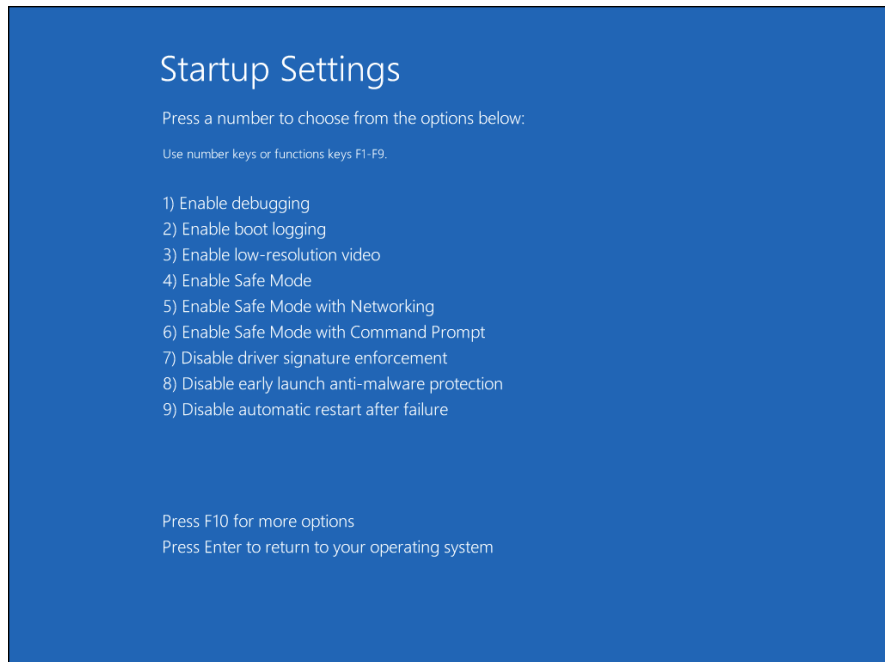 Startup Settings
Press a number to choose from the options below:
Use number keys or functions keys F1-F9.
1) Enable debugging
2) Enable boot logging
3) Enable low-resolution video
4) Enable Safe Mode
5) Enable Safe Mode with Networking
6) Enable Safe Mode with Command Prompt
7) Disable driver signature enforcement
8) Disable early launch anti-malware protection
9) Disable automatic restart after failure
Press F10 for more options
Press Enter to return to your operating system